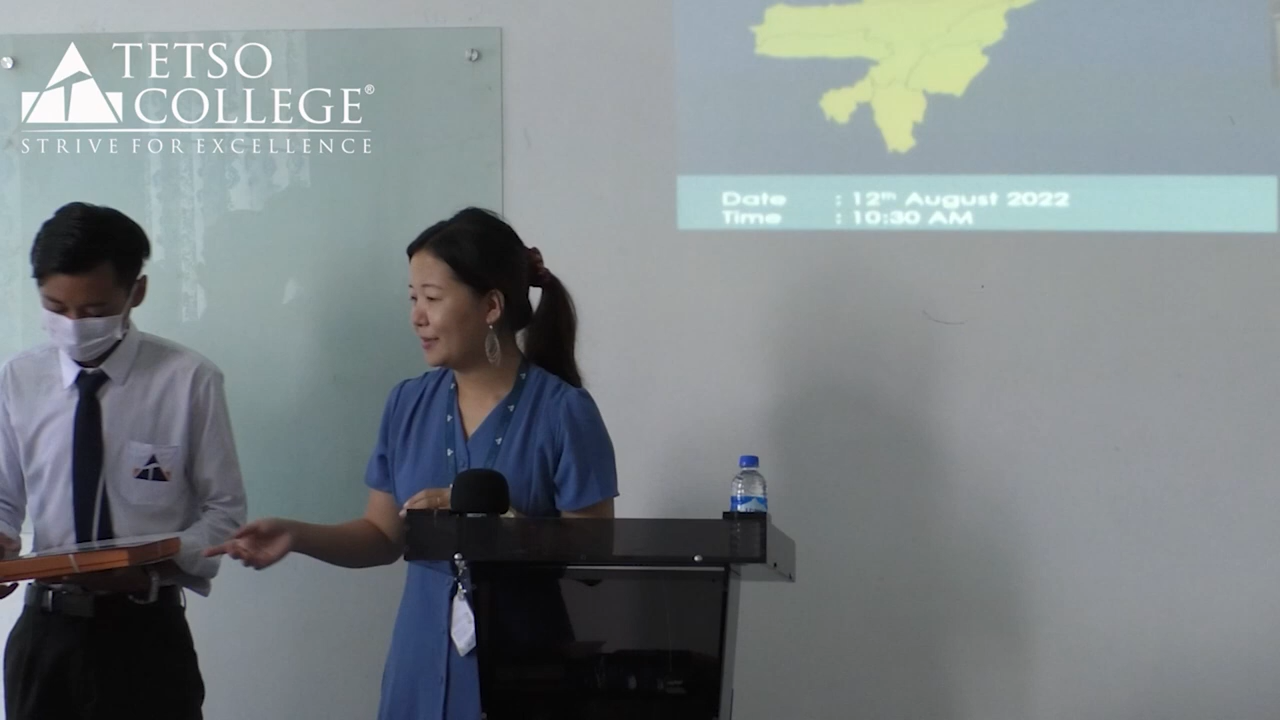 TETSO
COLLEGE®
STRIVE FOR EXCELLENCE
Date : 12th August 2022
Time : 10:30 AM